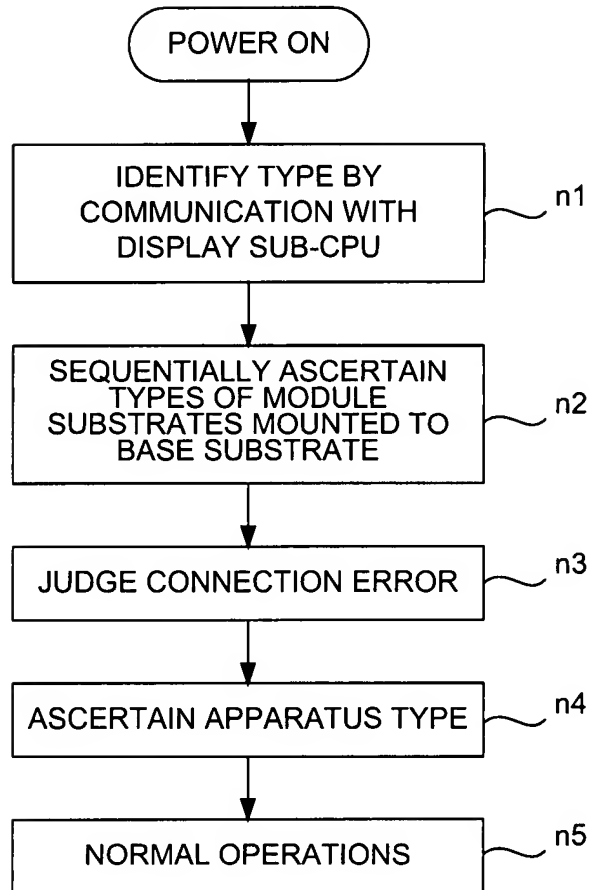 POWER ON
IDENTIFY TYPE BY
COMMUNICATION WITH
DISPLAY SUB-CPU
n1
SEQUENTIALLY ASCERTAIN
TYPES OF MODULE
SUBSTRATES MOUNTED TO
BASE SUBSTRATE
n2
JUDGE CONNECTION ERROR
n3
ASCERTAIN APPARATUS TYPE
n4
NORMAL OPERATIONS
n5